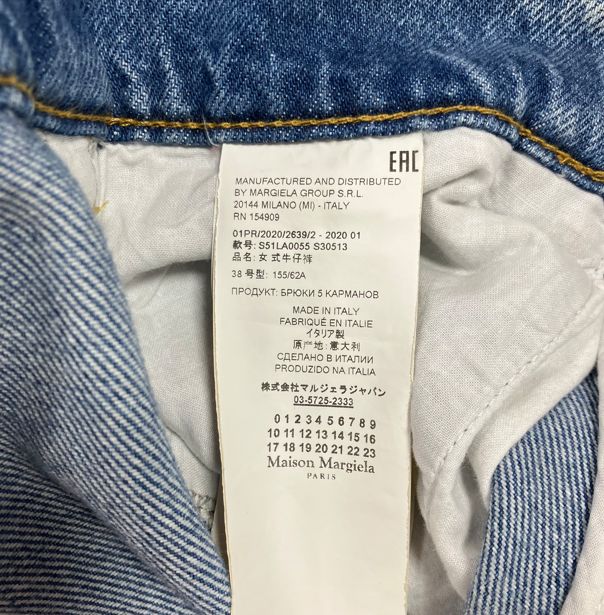 EAC
MANUFACTURED AND DISTRIBUTED
BY MARGIELA GROUP S.R.L.
20144 MILANO (MI) - ITALY
RN 154909
01PR/2020/2639/2 - 2020 01
款号: S51LA0055 S30513
品名: 女式牛仔裤
38 号型: 155/62A
ПРОДУКТ: БРЮКИ 5 КАРМАНОВ
MADE IN ITALY
FABRIQUÉ EN ITALIE
イタリア製
原产地: 意大利
СДЕЛАНО В ИТАЛИИ
PRODUZIDO NA ITALIA
株式会社マルジェラジャパン
03-5725-2333
0 1 2 3 4 5 6 7 8 9
10 11 12 13 14 15 16
17 18 19 20 21 22 23
Maison Margiela
PARIS